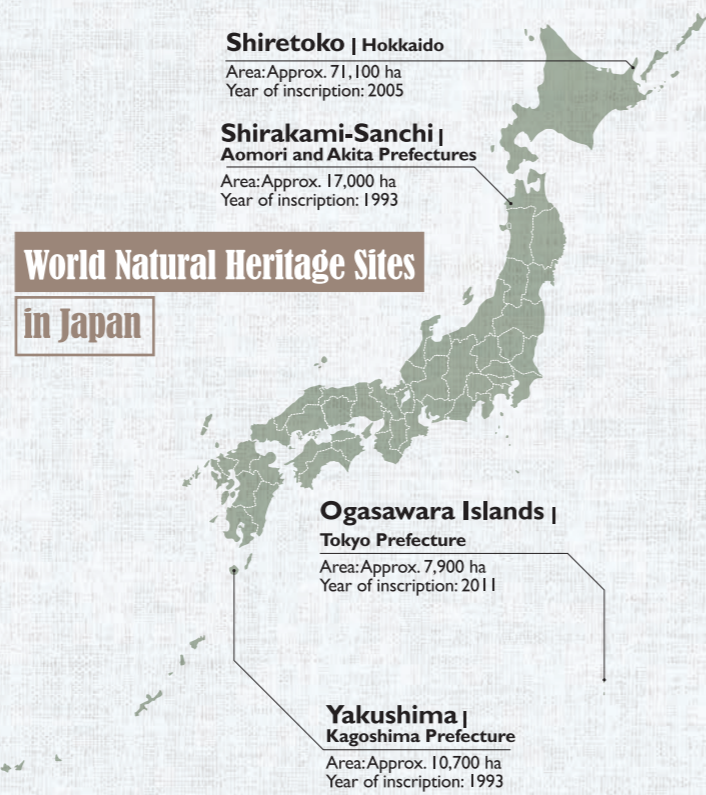 Shiretoko | Hokkaido
Area: Approx. 71,100 ha
Year of inscription: 2005
Shirakami-Sanchi |
Aomori and Akita Prefectures
Area: Approx. 17,000 ha
Year of inscription: 1993
World Natural Heritage Sites
in Japan
Ogasawara Islands |
Tokyo Prefecture
Area: Approx. 7,900 ha
Year of inscription: 2011
Yakushima |
Kagoshima Prefecture
Area: Approx. 10,700 ha
Year of inscription: 1993